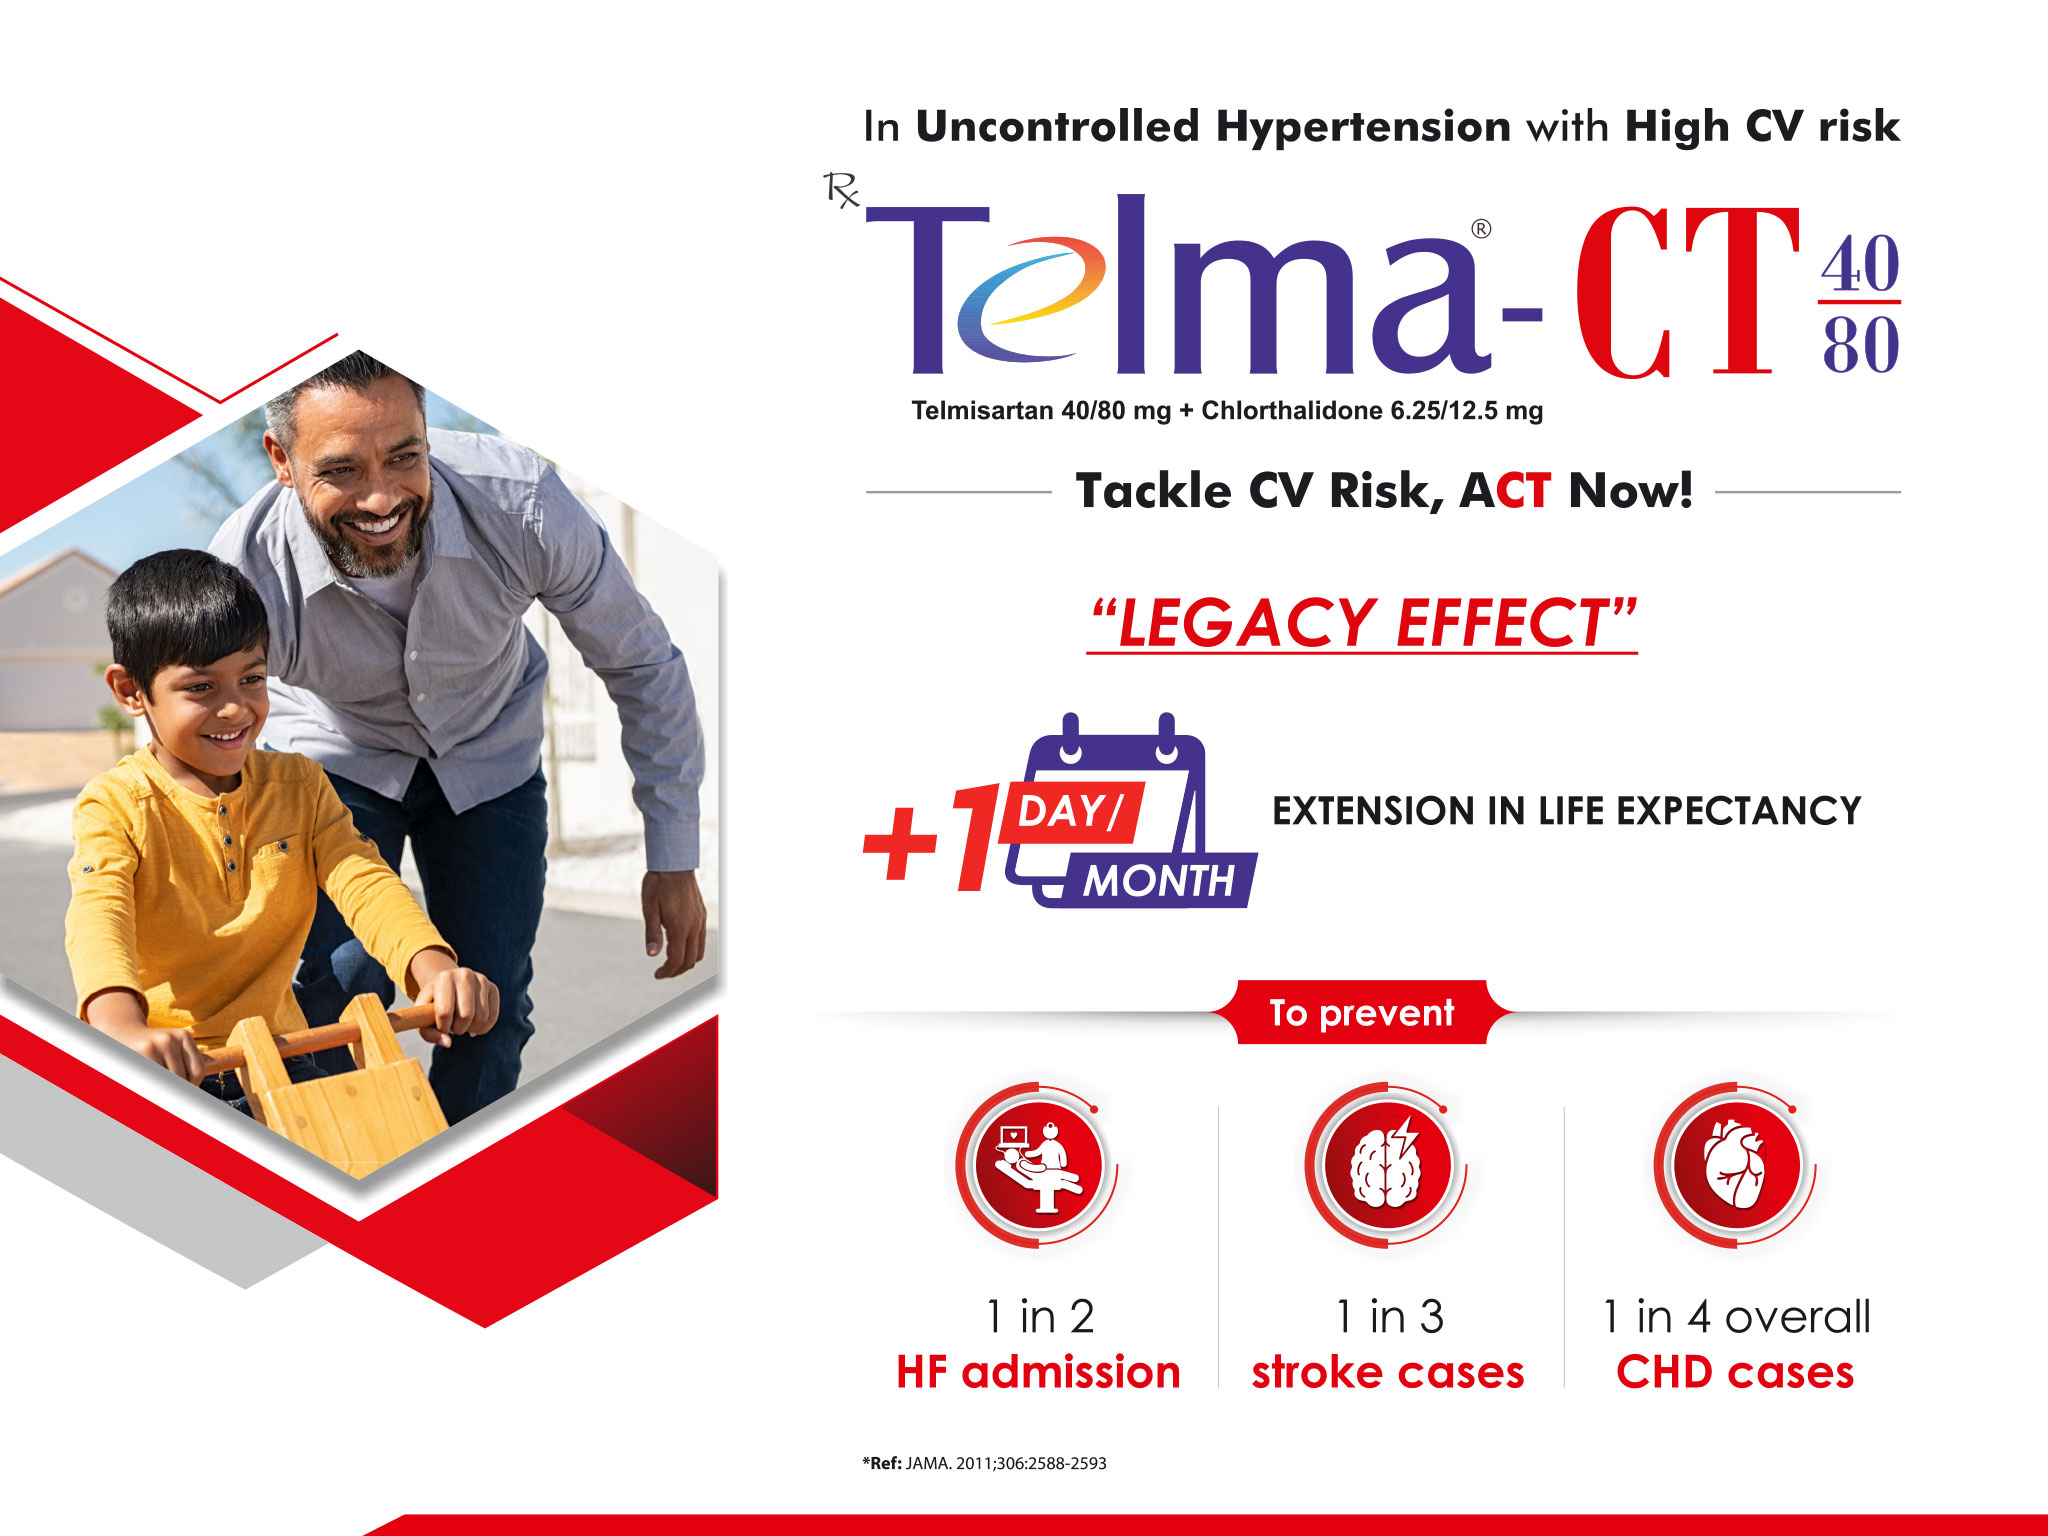 In Uncontrolled Hypertension with High CV risk
Rx
Telma®-CT 40/80
Telmisartan 40/80 mg + Chlorthalidone 6.25/12.5 mg
Tackle CV Risk, ACT Now!
“LEGACY EFFECT”
+1 DAY/
MONTH
EXTENSION IN LIFE EXPECTANCY
To prevent
1 in 2
HF admission
1 in 3
stroke cases
1 in 4 overall
CHD cases
*Ref: JAMA. 2011;306:2588-2593